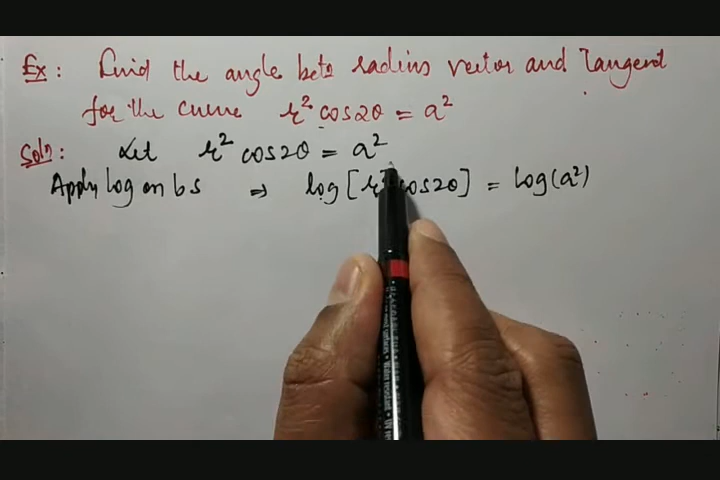 Ex: Find the angle betn radius vector and Tangent
for the curve r² cos2θ = a²
Soln: Let r² cos2θ = a²
Apply log on bs ⇒ log[r² cos2θ] = log(a²)